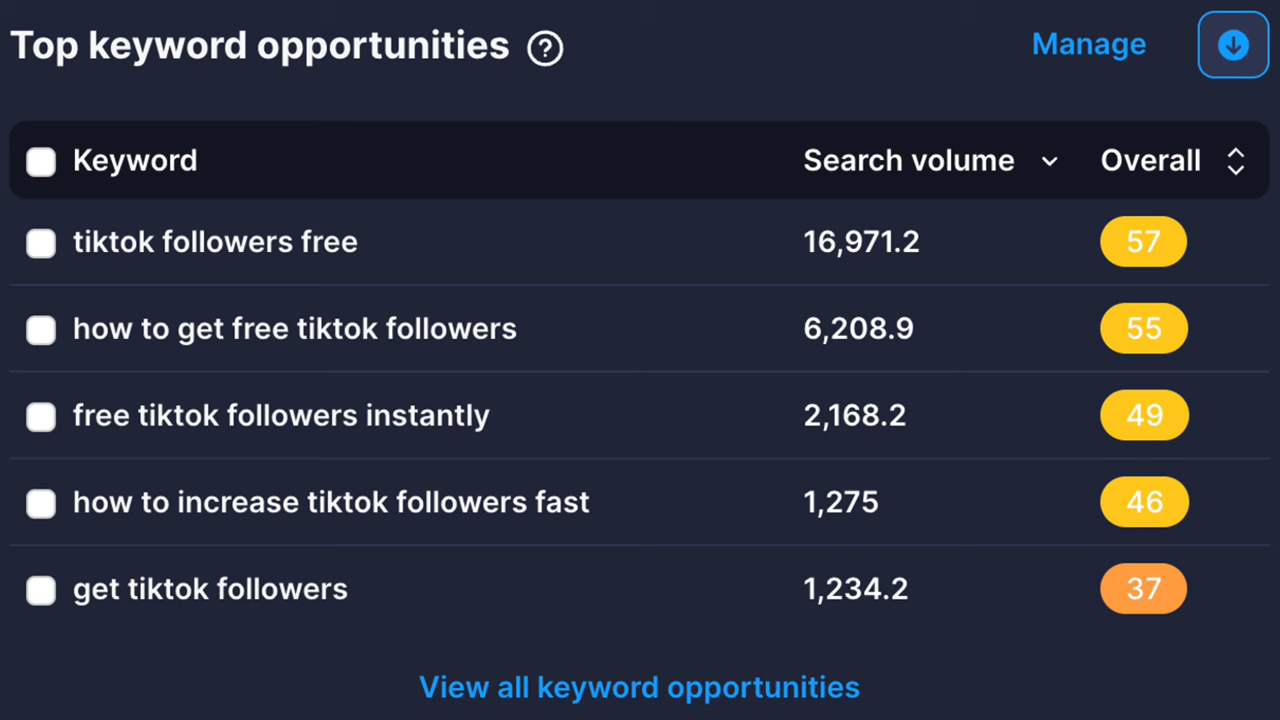 Top keyword opportunities ?
Manage
Keyword Search volume Overall
tiktok followers free 16,971.2 57
how to get free tiktok followers 6,208.9 55
free tiktok followers instantly 2,168.2 49
how to increase tiktok followers fast 1,275 46
get tiktok followers 1,234.2 37
View all keyword opportunities